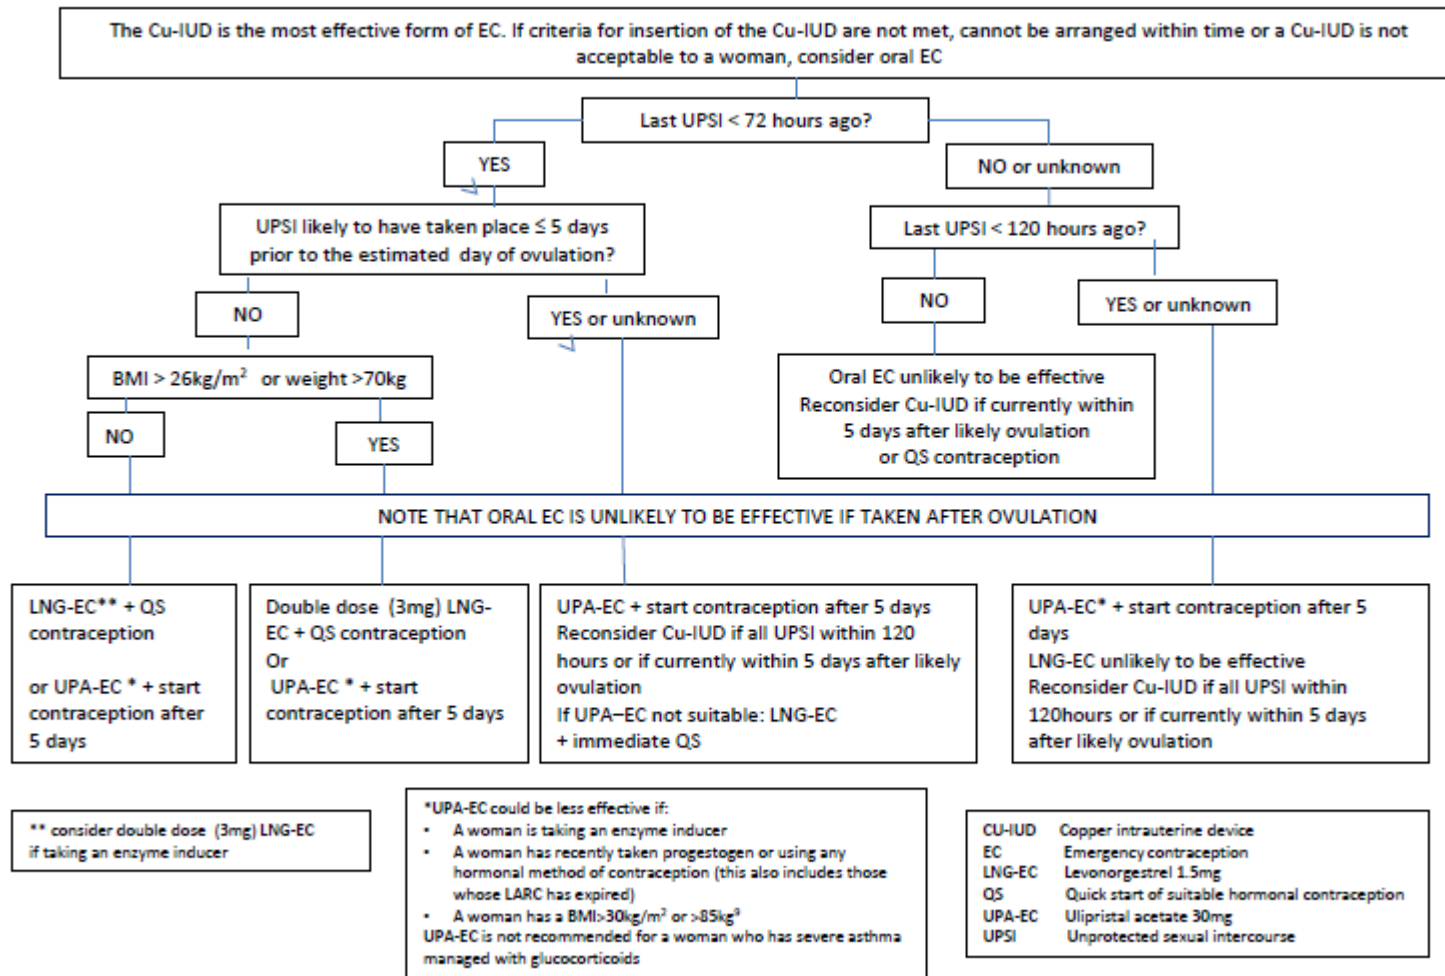 The Cu-IUD is the most effective form of EC. If criteria for insertion of the Cu-IUD are not met, cannot be arranged within time or a Cu-IUD is not
acceptable to a woman, consider oral EC
Last UPSI < 72 hours ago?
YES
NO or unknown
UPSI likely to have taken place ≤ 5 days
prior to the estimated day of ovulation?
Last UPSI < 120 hours ago?
NO
YES or unknown
NO
YES or unknown
BMI > 26kg/m² or weight >70kg
NO
YES
Oral EC unlikely to be effective
Reconsider Cu-IUD if currently within
5 days after likely ovulation
or QS contraception
NOTE THAT ORAL EC IS UNLIKELY TO BE EFFECTIVE IF TAKEN AFTER OVULATION
LNG-EC** + QS
contraception
or UPA-EC * + start
contraception after
5 days
Double dose (3mg) LNG-
EC + QS contraception
Or
UPA-EC * + start
contraception after 5 days
UPA-EC + start contraception after 5 days
Reconsider Cu-IUD if all UPSI within 120
hours or if currently within 5 days after likely
ovulation
If UPA–EC not suitable: LNG-EC
+ immediate QS
UPA-EC* + start contraception after 5
days
LNG-EC unlikely to be effective
Reconsider Cu-IUD if all UPSI within
120hours or if currently within 5 days
after likely ovulation
** consider double dose (3mg) LNG-EC
if taking an enzyme inducer
*UPA-EC could be less effective if:
• A woman is taking an enzyme inducer
• A woman has recently taken progestogen or using any
hormonal method of contraception (this also includes those
whose LARC has expired)
• A woman has a BMI>30kg/m² or >85kg⁹
UPA-EC is not recommended for a woman who has severe asthma
managed with glucocorticoids
CU-IUD Copper intrauterine device
EC Emergency contraception
LNG-EC Levonorgestrel 1.5mg
QS Quick start of suitable hormonal contraception
UPA-EC Ulipristal acetate 30mg
UPSI Unprotected sexual intercourse